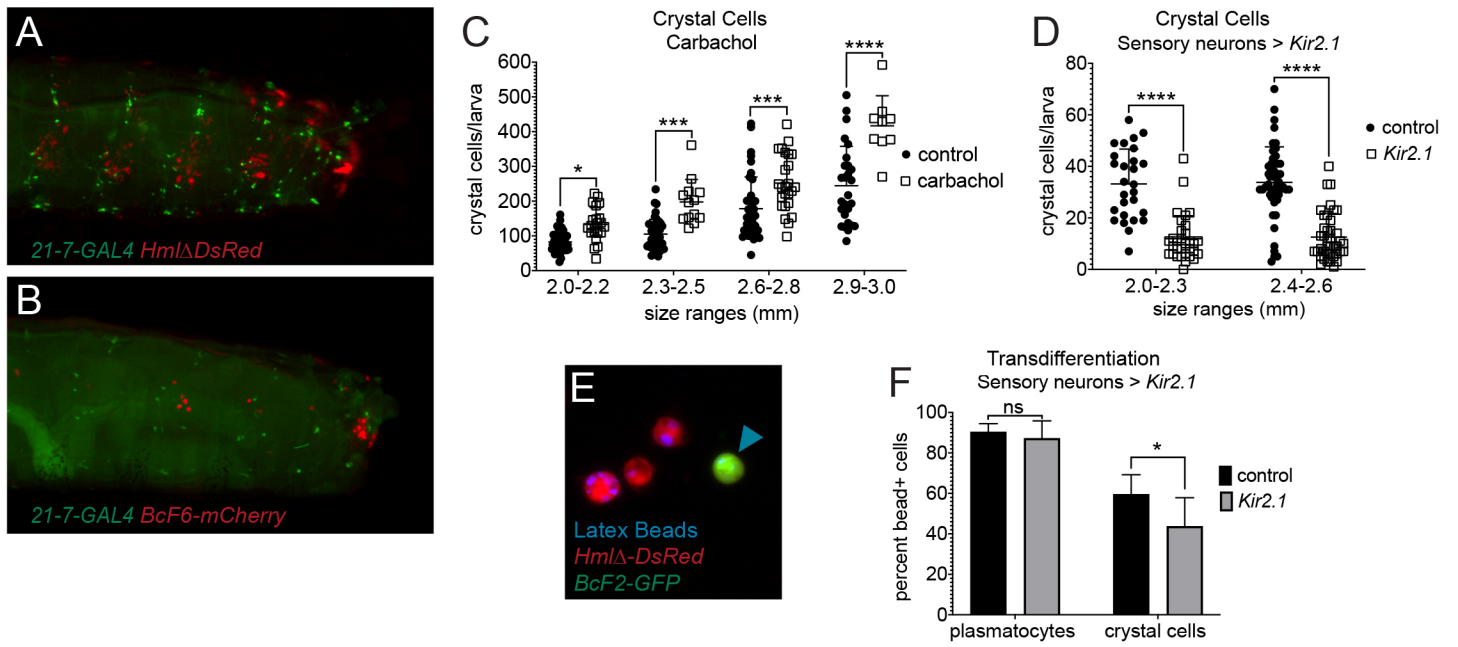 A
21-7-GAL4 HmlΔDsRed
B
21-7-GAL4 BcF6-mCherry
C
Crystal Cells
Carbachol
crystal cells/larva
600
500
400
300
200
100
0
*
***
***
****
2.0-2.2
2.3-2.5
2.6-2.8
2.9-3.0
size ranges (mm)
control
carbachol
D
Crystal Cells
Sensory neurons > Kir2.1
crystal cells/larva
80
60
40
20
0
****
****
2.0-2.3
2.4-2.6
size ranges (mm)
control
Kir2.1
E
Latex Beads
HmlΔ-DsRed
BcF2-GFP
F
Transdifferentiation
Sensory neurons > Kir2.1
percent bead+ cells
100
80
60
40
20
0
ns
*
plasmatocytes
crystal cells
control
Kir2.1